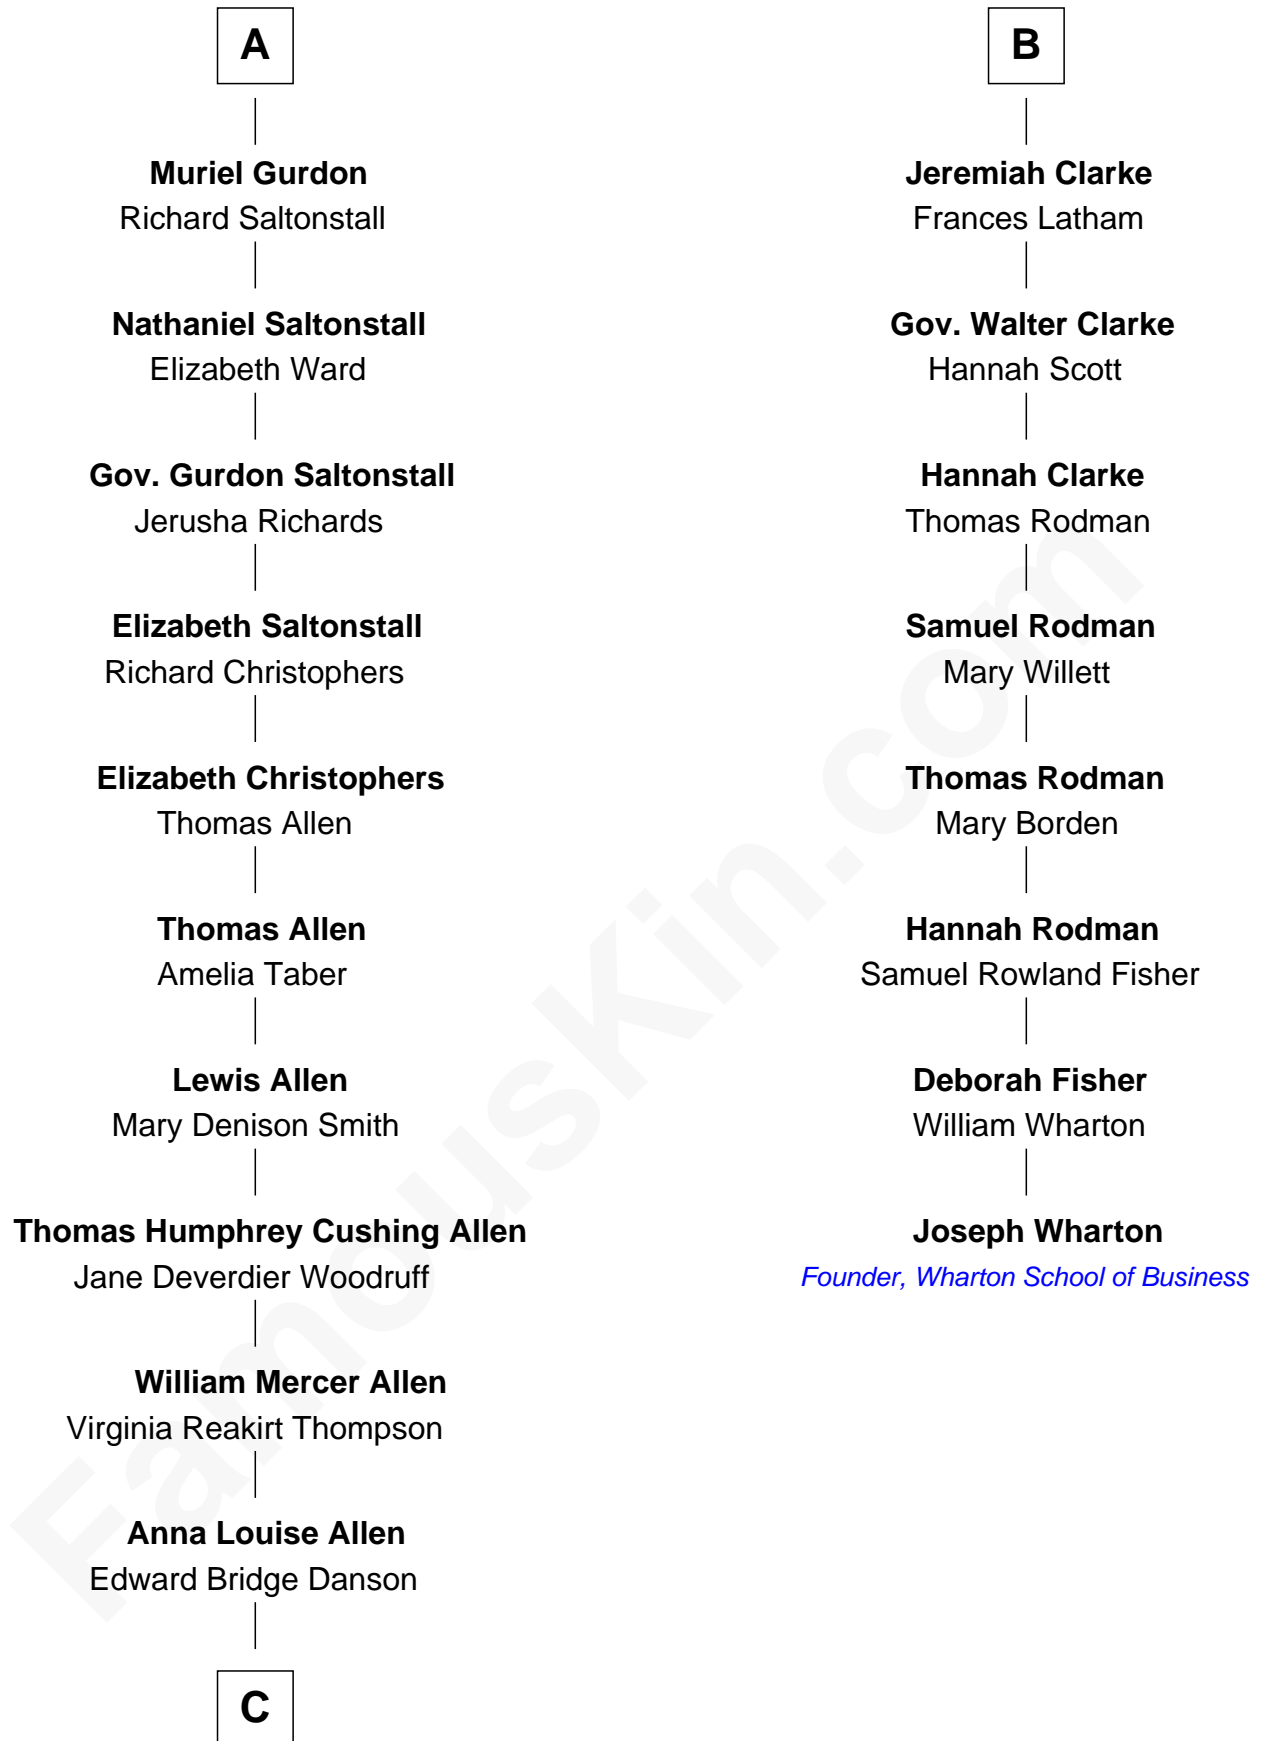 A
Muriel Gurdon
Richard Saltonstall
Nathaniel Saltonstall
Elizabeth Ward
Gov. Gurdon Saltonstall
Jerusha Richards
Elizabeth Saltonstall
Richard Christophers
Elizabeth Christophers
Thomas Allen
Thomas Allen
Amelia Taber
Lewis Allen
Mary Denison Smith
Thomas Humphrey Cushing Allen
Jane Deverdier Woodruff
William Mercer Allen
Virginia Reakirt Thompson
Anna Louise Allen
Edward Bridge Danson
C
B
Jeremiah Clarke
Frances Latham
Gov. Walter Clarke
Hannah Scott
Hannah Clarke
Thomas Rodman
Samuel Rodman
Mary Willett
Thomas Rodman
Mary Borden
Hannah Rodman
Samuel Rowland Fisher
Deborah Fisher
William Wharton
Joseph Wharton
Founder, Wharton School of Business
FamousKin.com